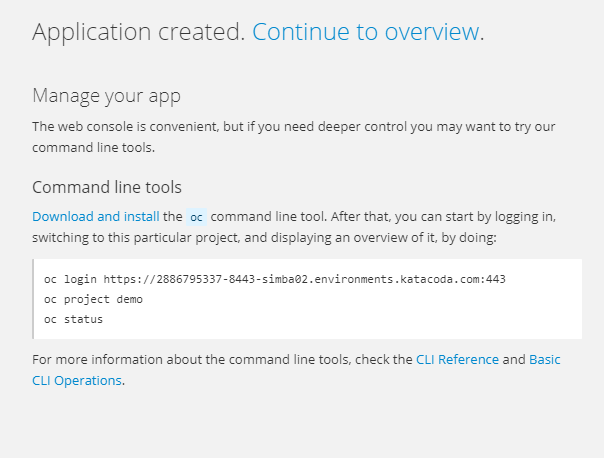 Application created. Continue to overview.
Manage your app
The web console is convenient, but if you need deeper control you may want to try our
command line tools.
Command line tools
Download and install the oc command line tool. After that, you can start by logging in,
switching to this particular project, and displaying an overview of it, by doing:
oc login https://2886795337-8443-simba02.environments.katacoda.com:443
oc project demo
oc status
For more information about the command line tools, check the CLI Reference and Basic
CLI Operations.